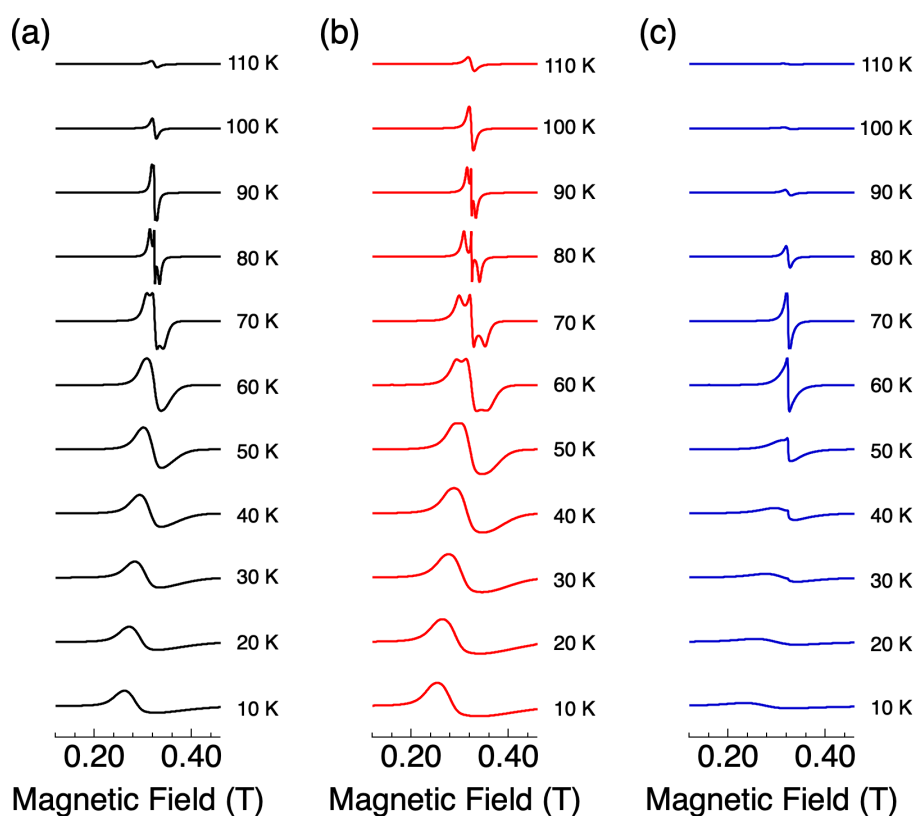 (a) (b) (c)
110 K 110 K 110 K
100 K 100 K 100 K
90 K 90 K 90 K
80 K 80 K 80 K
70 K 70 K 70 K
60 K 60 K 60 K
50 K 50 K 50 K
40 K 40 K 40 K
30 K 30 K 30 K
20 K 20 K 20 K
10 K 10 K 10 K
0.20 0.40 0.20 0.40 0.20 0.40
Magnetic Field (T) Magnetic Field (T) Magnetic Field (T)